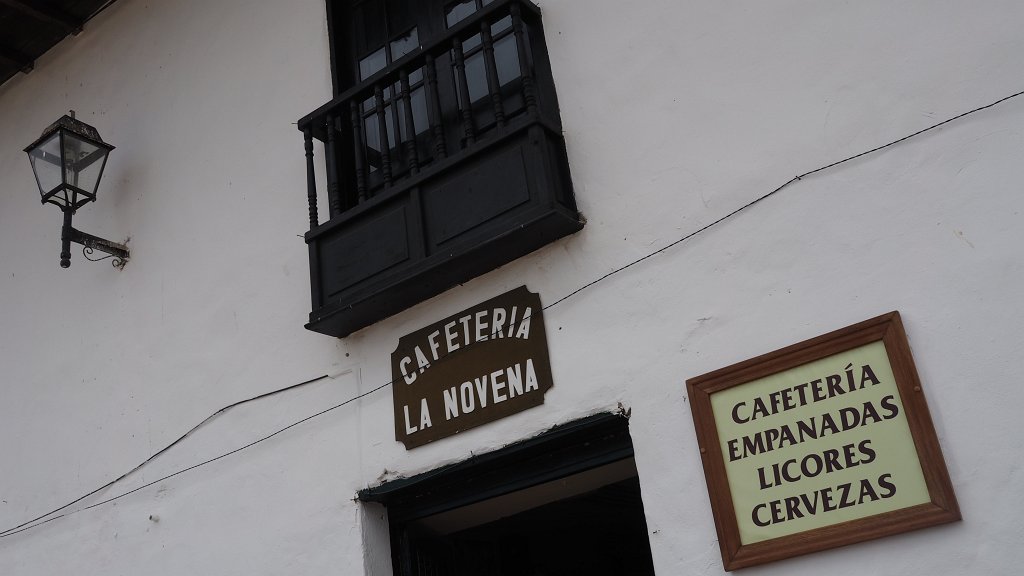 CAFETERIA
LA NOVENA
CAFETERÍA
EMPANADAS
LICORES
CERVEZAS